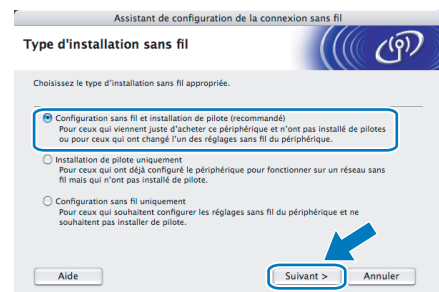 Assistant de configuration de la connexion sans fil
Type d'installation sans fil
Choisissez le type d'installation sans fil appropriée.
Configuration sans fil et installation de pilote (recommandé)
Pour ceux qui viennent juste d'acheter ce périphérique et n'ont pas installé de pilotes
ou pour ceux qui ont changé l'un des réglages sans fil du périphérique.
Installation de pilote uniquement
Pour ceux qui ont déjà configuré le périphérique pour fonctionner sur un réseau sans
fil mais qui n'ont pas installé de pilote.
Configuration sans fil uniquement
Pour ceux qui souhaitent configurer les réglages sans fil du périphérique et ne
souhaitent pas installer de pilote.
Aide
Suivant >
Annuler